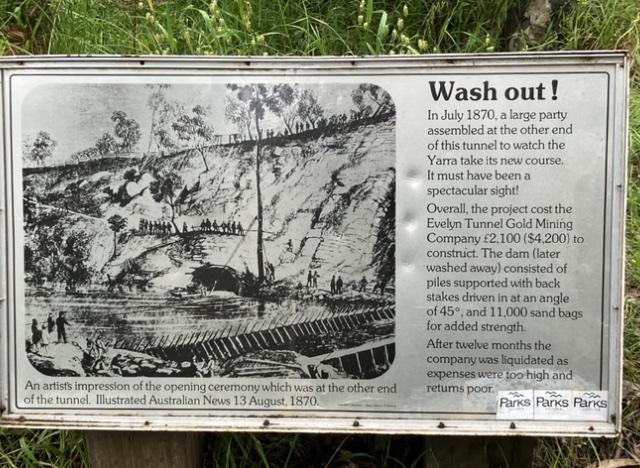 Wash out!
In July 1870, a large party
assembled at the other end
of this tunnel to watch the
Yarra take its new course.
It must have been a
spectacular sight!
Overall, the project cost the
Evelyn Tunnel Gold Mining
Company £2,100 ($4,200) to
construct. The dam (later
washed away) consisted of
piles supported with back
stakes driven in at an angle
of 45°, and 11,000 sand bags
for added strength.
After twelve months the
company was liquidated as
expenses were too high and
returns poor.
An artist's impression of the opening ceremony which was at the other end
of the tunnel. Illustrated Australian News 13 August, 1870.
Parks Parks Parks